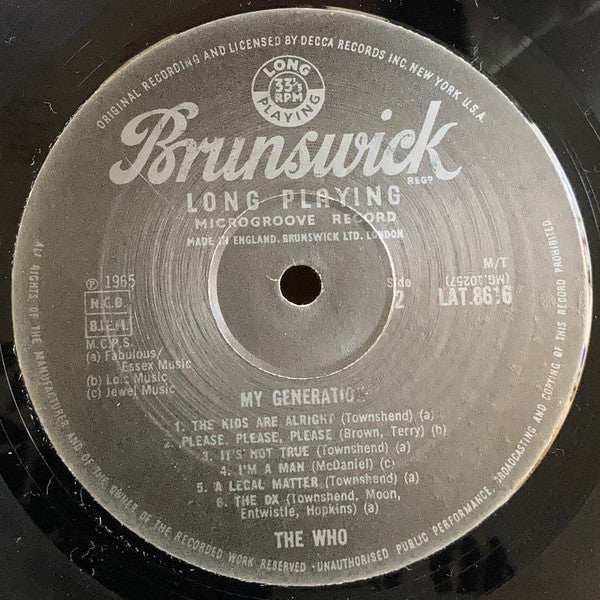 ORIGINAL RECORDING AND LICENSED BY DECCA RECORDS INC. NEW YORK U.S.A.
LONG
33⅓
RPM
PLAYING
Brunswick
REGD
LONG PLAYING
MICROGROOVE RECORD
MADE IN ENGLAND. BRUNSWICK LTD. LONDON
℗ 1965
N.C.B.
B.I.E.M.
M.C.P.S.
(a) Fabulous/
Essex Music
(b) Lois Music
(c) Jewel Music
Side
2
1/M
(MG.10257)
LAT.8616
MY GENERATION
1. THE KIDS ARE ALRIGHT (Townshend) (a)
2. PLEASE, PLEASE, PLEASE (Brown, Terry) (b)
3. IT'S NOT TRUE (Townshend) (a)
4. I'M A MAN (McDaniel) (c)
5. A LEGAL MATTER (Townshend) (a)
6. THE OX (Townshend, Moon,
Entwistle, Hopkins) (a)
THE WHO
ALL RIGHTS OF THE MANUFACTURER AND OF THE OWNER OF THE RECORDED WORK RESERVED · UNAUTHORISED PUBLIC PERFORMANCE, BROADCASTING AND COPYING OF THIS RECORD PROHIBITED